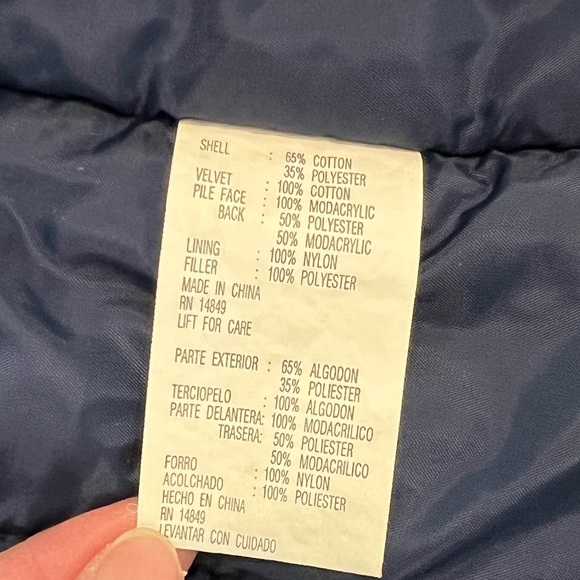 SHELL : 65% COTTON
35% POLYESTER
VELVET : 100% COTTON
PILE FACE : 100% MODACRYLIC
BACK : 50% POLYESTER
50% MODACRYLIC
LINING : 100% NYLON
FILLER : 100% POLYESTER
MADE IN CHINA
RN 14849
LIFT FOR CARE
PARTE EXTERIOR : 65% ALGODON
35% POLIESTER
TERCIOPELO : 100% ALGODON
PARTE DELANTERA: 100% MODACRILICO
TRASERA: 50% POLIESTER
50% MODACRILICO
FORRO : 100% NYLON
ACOLCHADO : 100% POLIESTER
HECHO EN CHINA
RN 14849
LEVANTAR CON CUIDADO